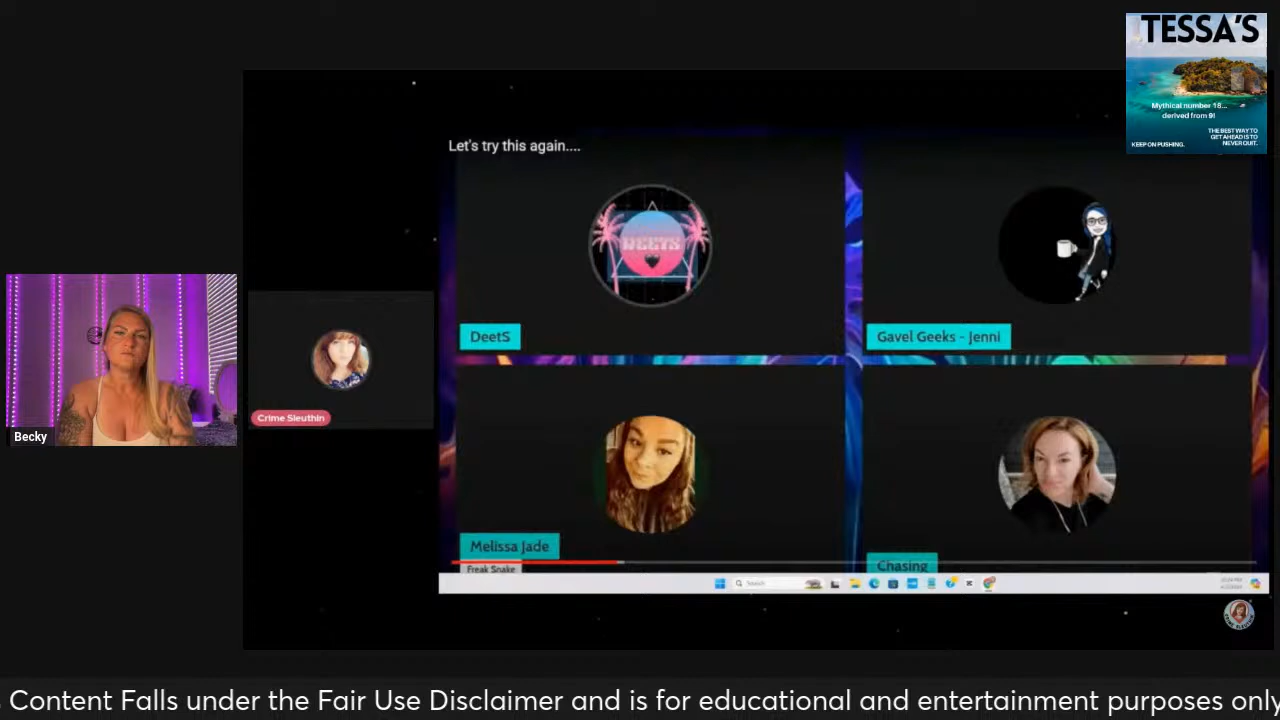 TESSA'S
Mythical number 18...
derived from 9!
THE BEST WAY TO
GET AHEAD IS TO
NEVER QUIT.
KEEP ON PUSHING.
Let's try this again....
DEETS
DeetS
Gavel Geeks - Jenni
Crime Sleuthin
Becky
Melissa Jade
Freak Snake
Chasing
Search
Content Falls under the Fair Use Disclaimer and is for educational and entertainment purposes only